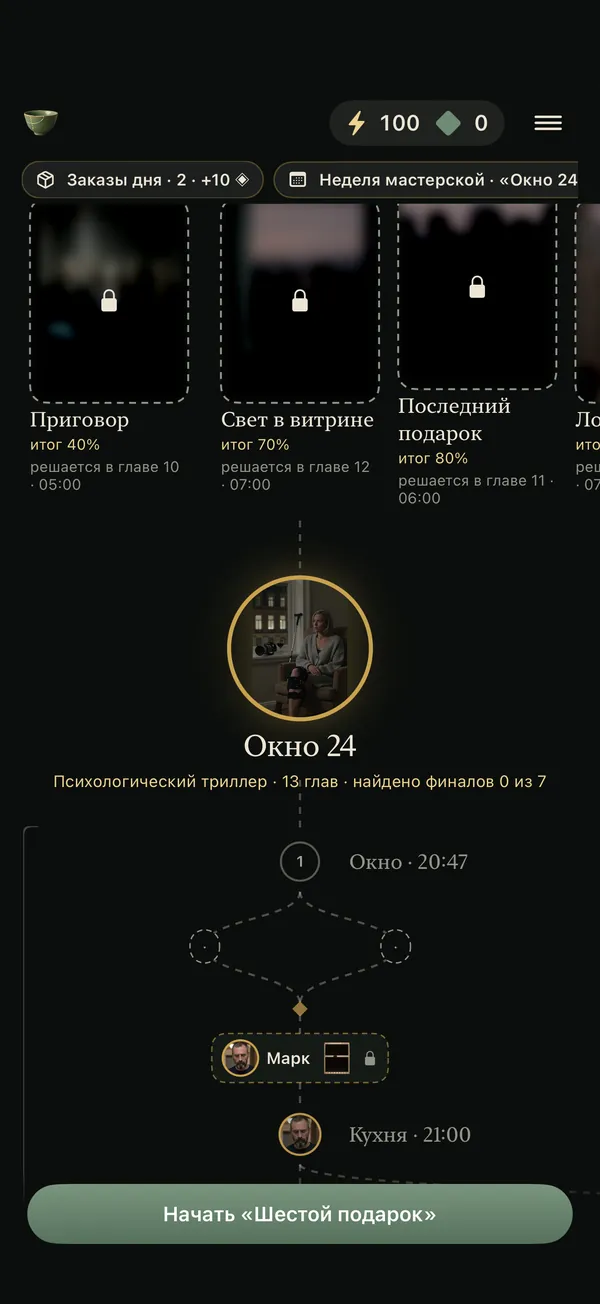 100 0
Заказы дня · 2 · +10
Неделя мастерской · «Окно 24
Приговор
итог 40%
решается в главе 10
· 05:00
Свет в витрине
итог 70%
решается в главе 12
· 07:00
Последний
подарок
итог 80%
решается в главе 11 ·
06:00
Окно 24
Психологический триллер · 13 глав · найдено финалов 0 из 7
1
Окно · 20:47
Марк
Кухня · 21:00
Начать «Шестой подарок»